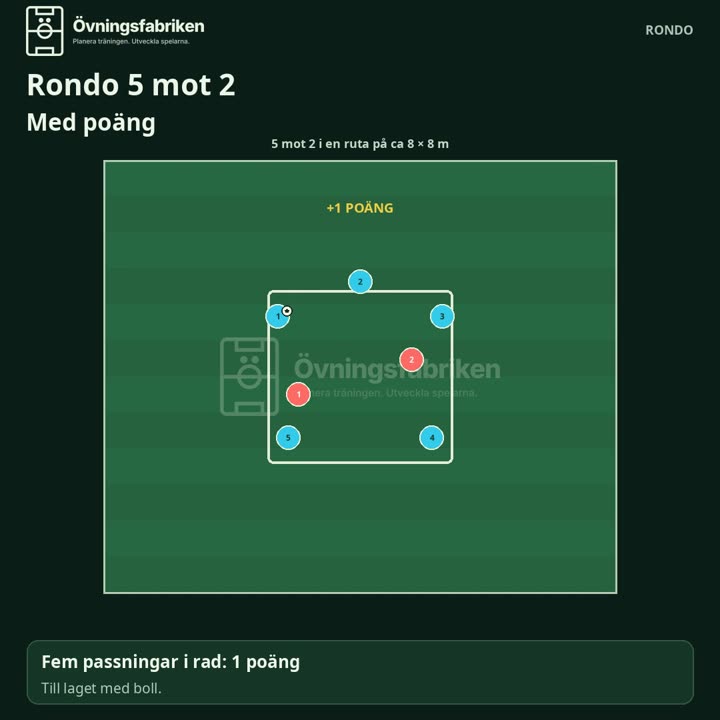 Övningsfabriken
Planera träningen. Utveckla spelarna.
RONDO
Rondo 5 mot 2
Med poäng
5 mot 2 i en ruta på ca 8 × 8 m
+1 POÄNG
2
1
3
2
Övningsfabriken
nera träningen. Utveckla spelarna.
1
5
4
Fem passningar i rad: 1 poäng
Till laget med boll.